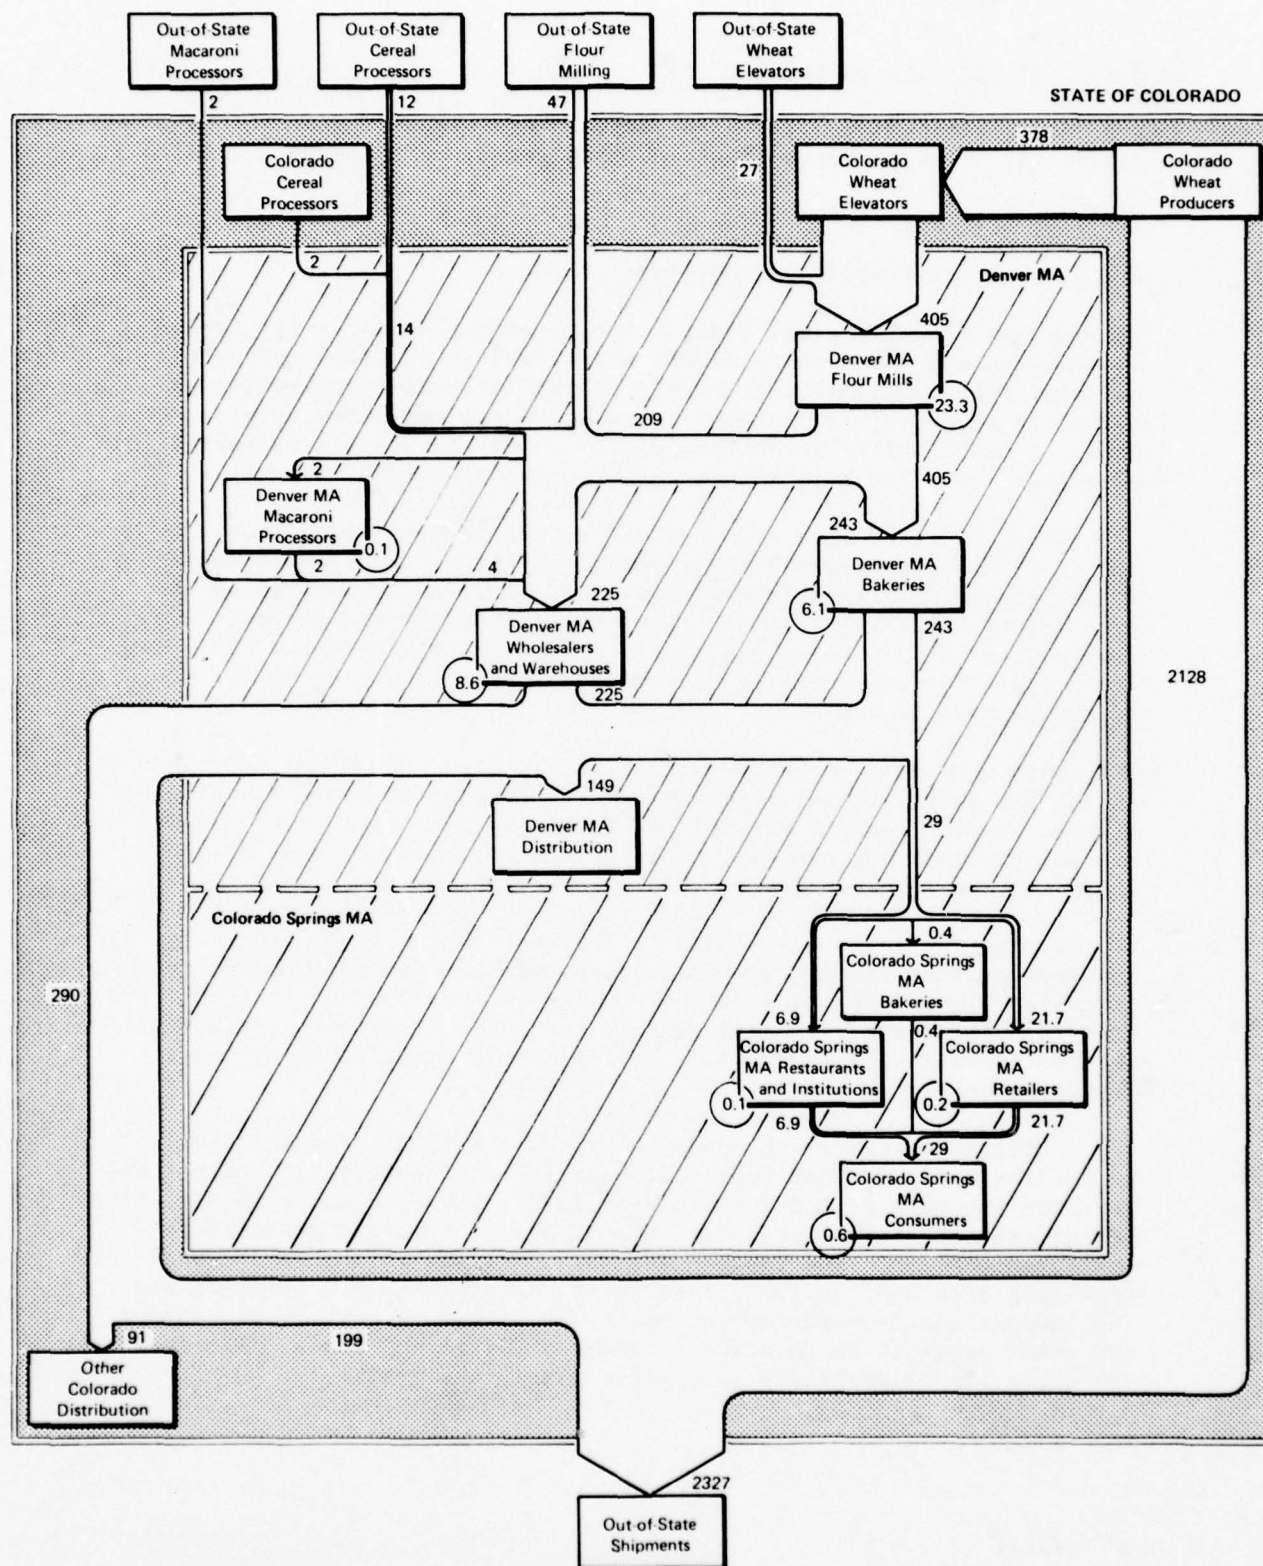 Out-of-State
Macaroni
Processors
Out-of-State
Cereal
Processors
Out-of-State
Flour
Milling
Out-of-State
Wheat
Elevators
2
12
47
STATE OF COLORADO
378
Colorado
Cereal
Processors
27
Colorado
Wheat
Elevators
Colorado
Wheat
Producers
2
Denver MA
14
405
Denver MA
Flour Mills
23.3
209
2
405
Denver MA
Macaroni
Processors
0.1
243
2
4
Denver MA
Bakeries
6.1
225
243
Denver MA
Wholesalers
and Warehouses
8.6
225
2128
149
Denver MA
Distribution
29
Colorado Springs MA
0.4
Colorado Springs
MA
Bakeries
290
6.9
0.4
21.7
Colorado Springs
MA Restaurants
and Institutions
0.1
Colorado Springs
MA
Retailers
0.2
6.9
21.7
29
Colorado Springs
MA
Consumers
0.6
91
199
Other
Colorado
Distribution
2327
Out-of-State
Shipments